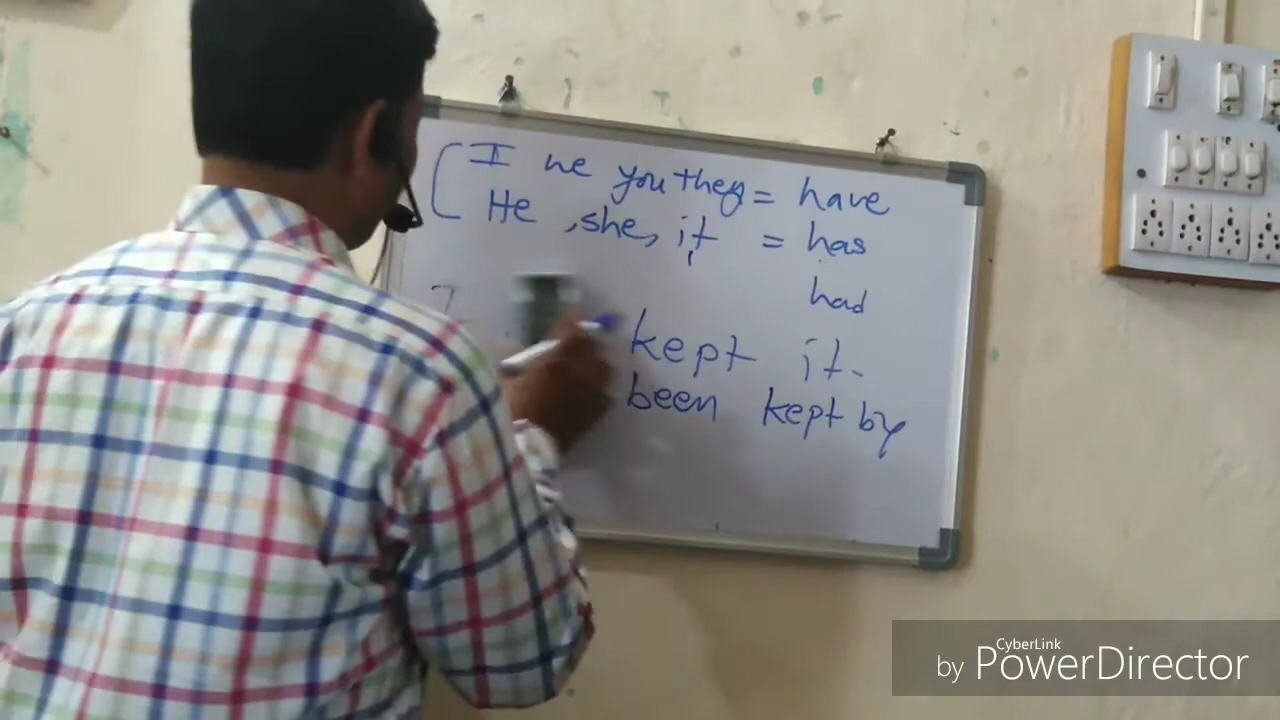 I we you they = have
He, she, it = has
had
I
kept it.
been kept by
CyberLink
by PowerDirector